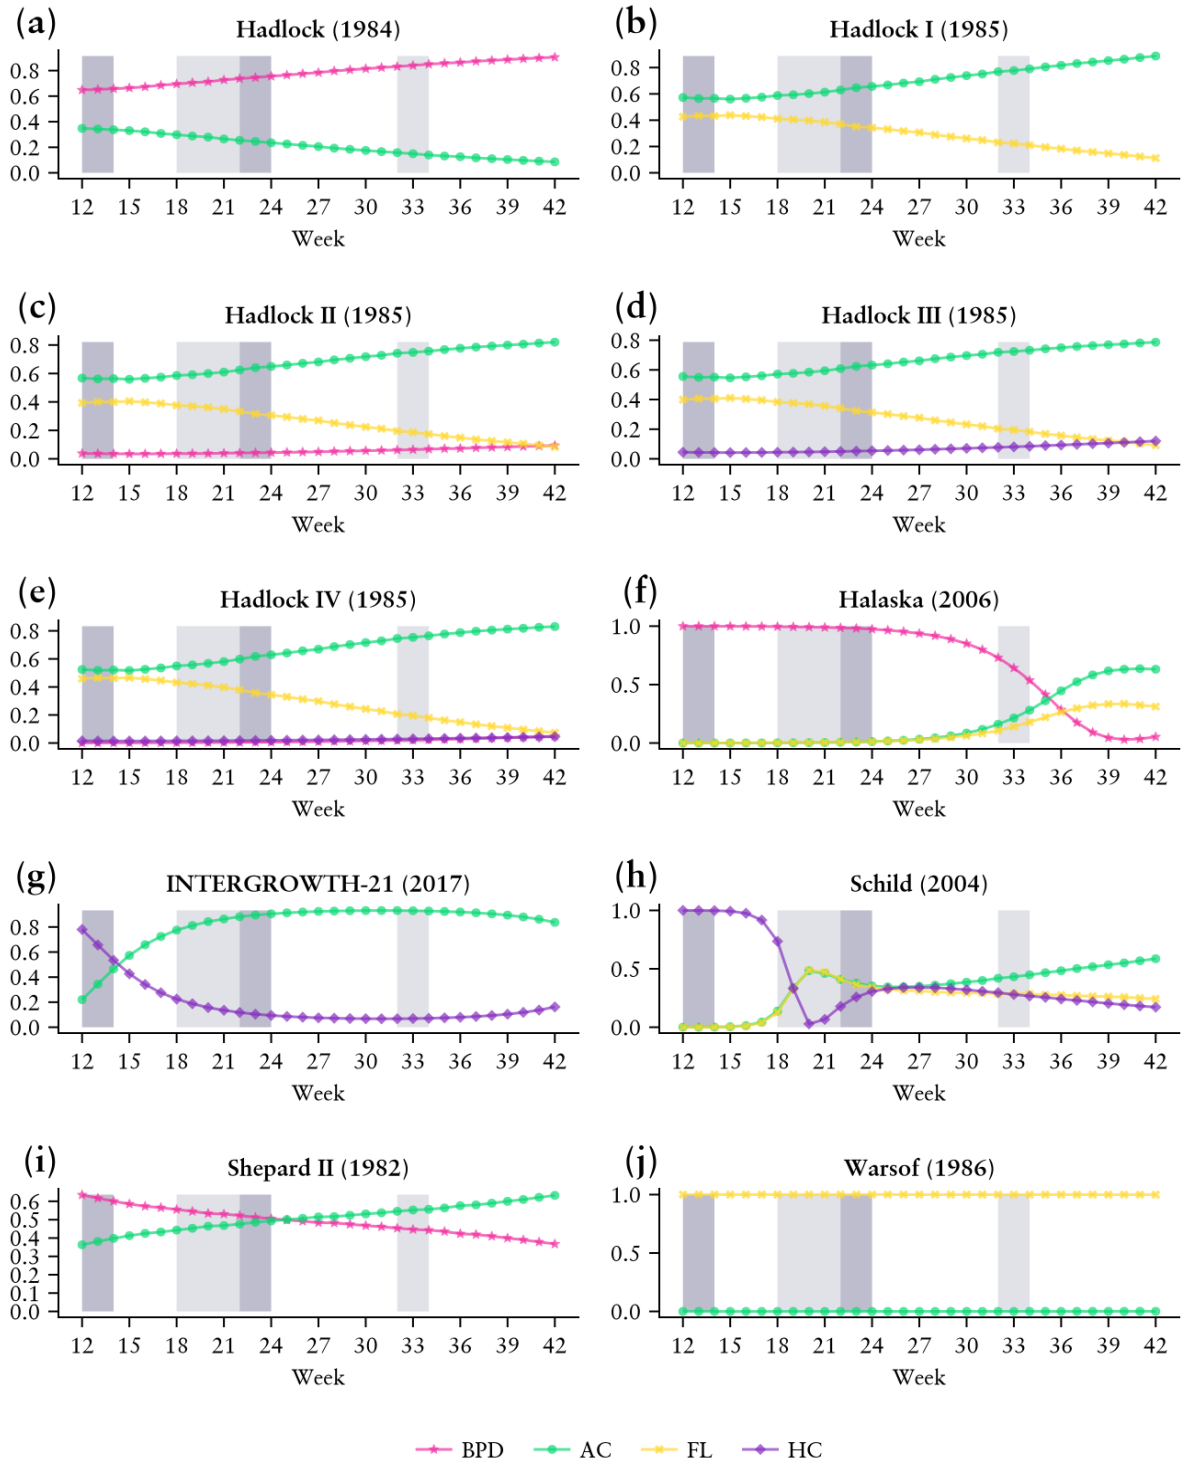 (a) Hadlock (1984)
0.8
0.6
0.4
0.2
0.0
12 15 18 21 24 27 30 33 36 39 42
Week
(b) Hadlock I (1985)
0.8
0.6
0.4
0.2
0.0
12 15 18 21 24 27 30 33 36 39 42
Week
(c) Hadlock II (1985)
0.8
0.6
0.4
0.2
0.0
12 15 18 21 24 27 30 33 36 39 42
Week
(d) Hadlock III (1985)
0.8
0.6
0.4
0.2
0.0
12 15 18 21 24 27 30 33 36 39 42
Week
(e) Hadlock IV (1985)
0.8
0.6
0.4
0.2
0.0
12 15 18 21 24 27 30 33 36 39 42
Week
(f) Halaska (2006)
1.0
0.5
0.0
12 15 18 21 24 27 30 33 36 39 42
Week
(g) INTERGROWTH-21 (2017)
0.8
0.6
0.4
0.2
0.0
12 15 18 21 24 27 30 33 36 39 42
Week
(h) Schild (2004)
1.0
0.5
0.0
12 15 18 21 24 27 30 33 36 39 42
Week
(i) Shepard II (1982)
0.6
0.5
0.4
0.3
0.2
0.1
0.0
12 15 18 21 24 27 30 33 36 39 42
Week
(j) Warsof (1986)
1.0
0.5
0.0
12 15 18 21 24 27 30 33 36 39 42
Week
BPD AC FL HC